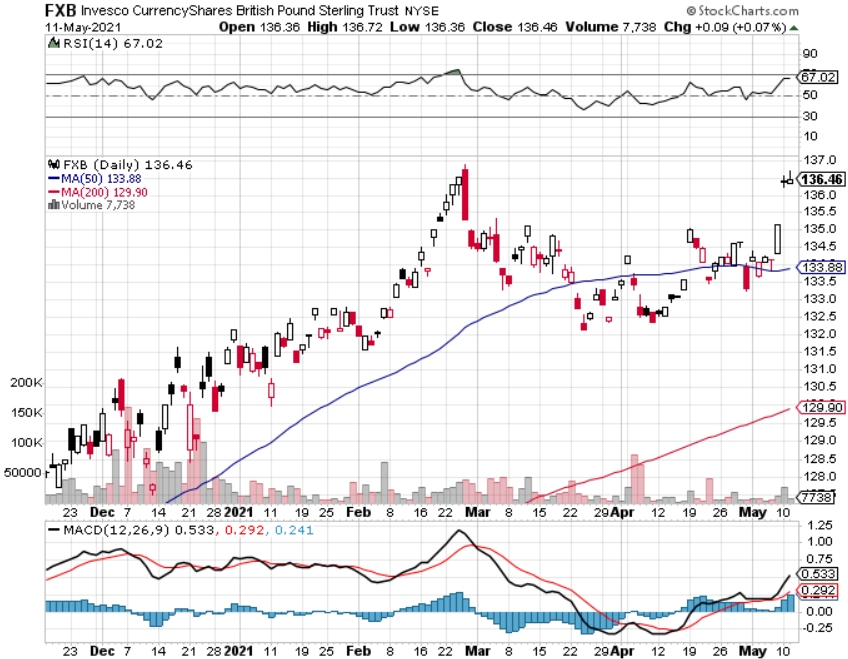 FXB Invesco CurrencyShares British Pound Sterling Trust NYSE © StockCharts.com
11-May-2021 Open 136.36 High 136.72 Low 136.36 Close 136.46 Volume 7,738 Chg +0.09 (+0.07%)
RSI(14) 67.02
90
67.02
50
30
10
FXB (Daily) 136.46
MA(50) 133.88
MA(200) 129.90
Volume 7,738
137.0
136.46
136.0
135.5
135.0
134.5
133.88
133.5
133.0
132.5
132.0
131.5
131.0
200K 130.5
129.90
150K 129.5
100K 129.0
128.5
50000 128.0
7738
23 Dec 7 14 21 28 2021 11 19 25 Feb 8 16 22 Mar 8 15 22 29 Apr 12 19 26 May 10
MACD(12,26,9) 0.533, 0.292, 0.241
1.25
1.00
0.75
0.533
0.292
0.00
-0.25
23 Dec 7 14 21 28 2021 11 19 25 Feb 8 16 22 Mar 8 15 22 29 Apr 12 19 26 May 10